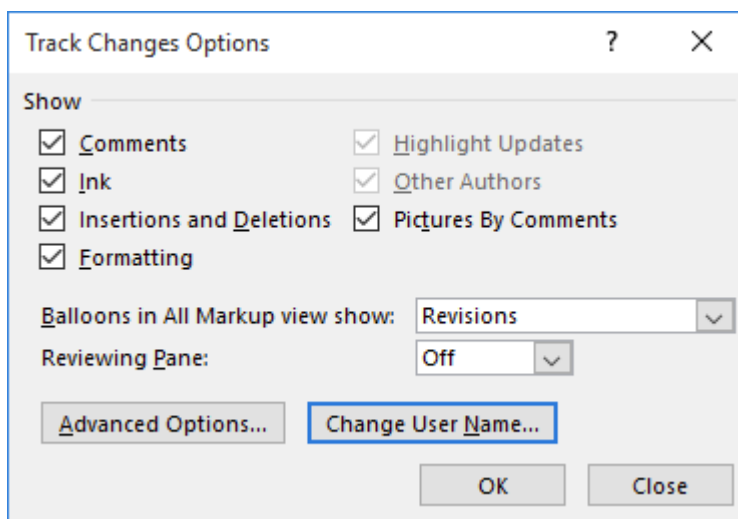 Track Changes Options ?
Show
Comments Highlight Updates
Ink Other Authors
Insertions and Deletions Pictures By Comments
Formatting
Balloons in All Markup view show: Revisions
Reviewing Pane: Off
Advanced Options... Change User Name...
OK Close